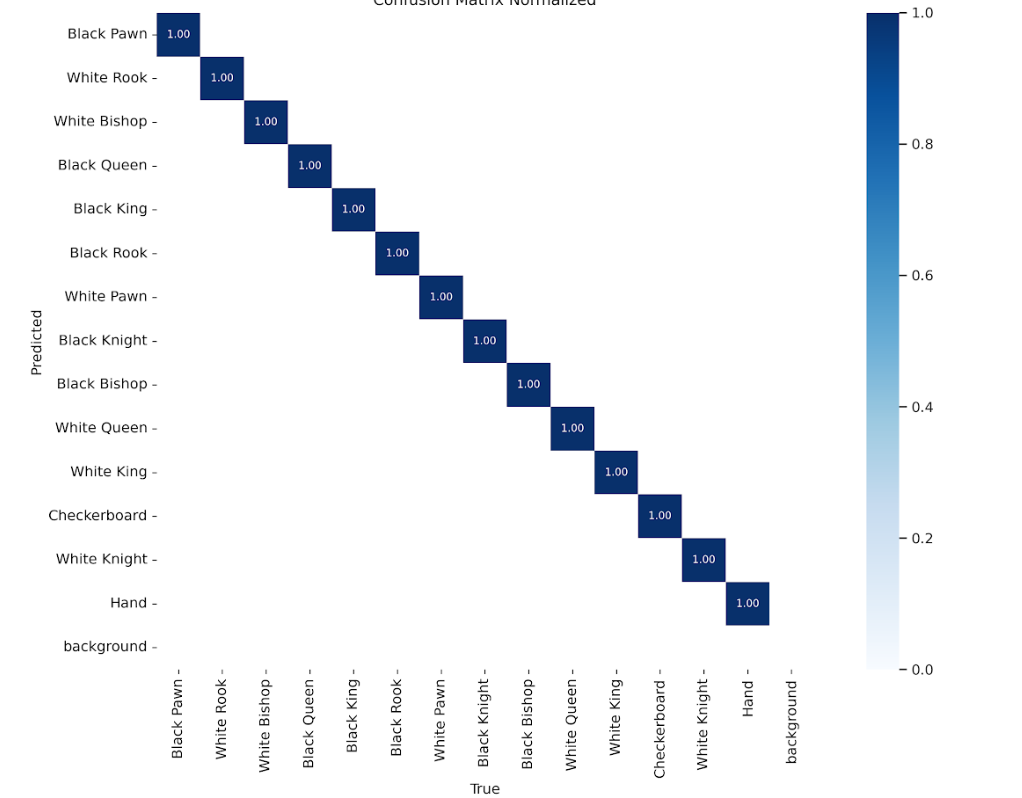 Confusion Matrix Normalized
Black Pawn 1.00
White Rook 1.00
White Bishop 1.00
Black Queen 1.00
Black King 1.00
Black Rook 1.00
White Pawn 1.00
Black Knight 1.00
Black Bishop 1.00
White Queen 1.00
White King 1.00
Checkerboard 1.00
White Knight 1.00
Hand 1.00
background
Predicted
Black Pawn
White Rook
White Bishop
Black Queen
Black King
Black Rook
White Pawn
Black Knight
Black Bishop
White Queen
White King
Checkerboard
White Knight
Hand
background
True
1.0
0.8
0.6
0.4
0.2
0.0